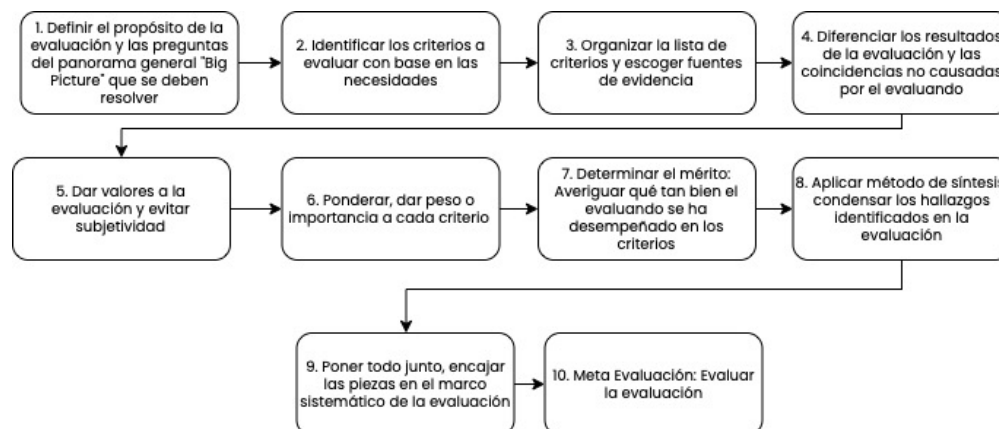 1. Definir el propósito de la
evaluación y las preguntas
del panorama general "Big
Picture" que se deben
resolver
2. Identificar los criterios a
evaluar con base en las
necesidades
3. Organizar la lista de
criterios y escoger fuentes
de evidencia
4. Diferenciar los resultados
de la evaluación y las
coincidencias no causadas
por el evaluando
5. Dar valores a la
evaluación y evitar
subjetividad
6. Ponderar, dar peso o
importancia a cada criterio
7. Determinar el mérito:
Averiguar qué tan bien el
evaluando se ha
desempeñado en los
criterios
8. Aplicar método de síntesis
condensar los hallazgos
identificados en la
evaluación
9. Poner todo junto, encajar
las piezas en el marco
sistemático de la evaluación
10. Meta Evaluación: Evaluar
la evaluación